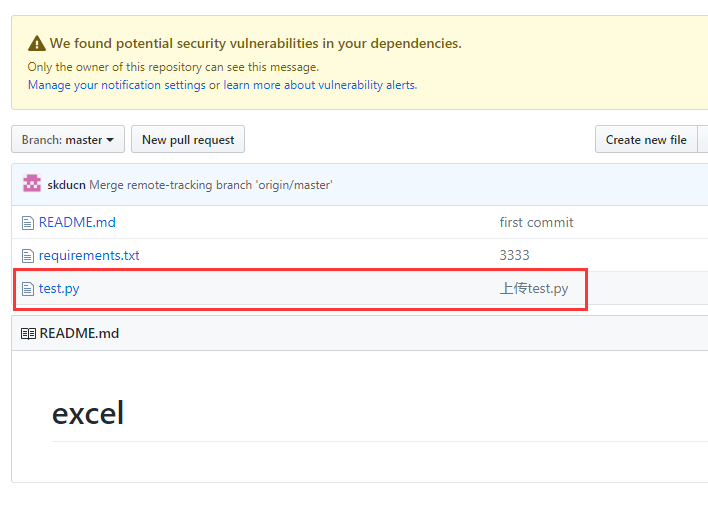 We found potential security vulnerabilities in your dependencies.
Only the owner of this repository can see this message.
Manage your notification settings or learn more about vulnerability alerts.
Branch: master New pull request Create new file
skducn Merge remote-tracking branch 'origin/master'
README.md first commit
requirements.txt 3333
test.py 上传test.py
README.md
excel